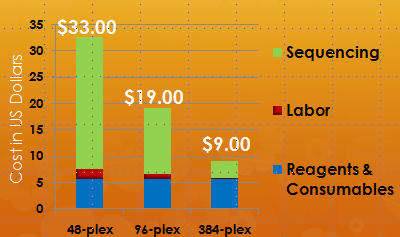 Cost in US Dollars
35
30
25
20
15
10
5
0
$33.00
$19.00
$9.00
48-plex
96-plex
384-plex
Sequencing
Labor
Reagents &
Consumables